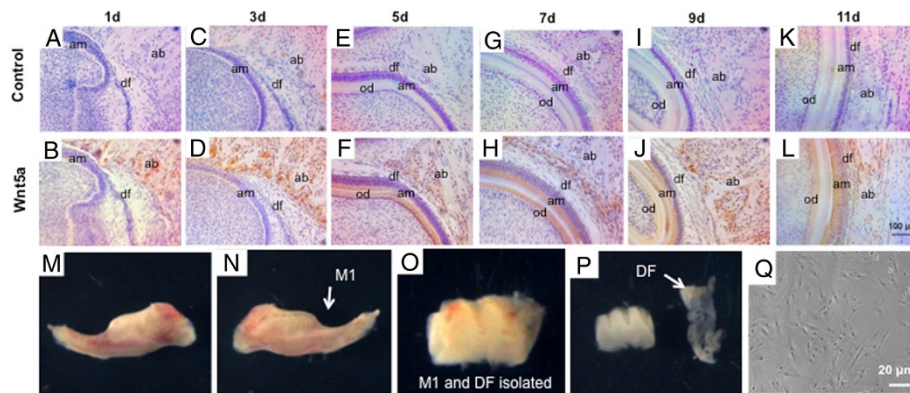 1d 3d 5d 7d 9d 11d
Control
A am ab df
C am ab df
E df ab am od
G ab df am od
I ab df am od
K df am ab od
Wnt5a
B am ab df
D ab df am
F ab df am od
H ab df am od
J ab df am od
L df am ab od 100 µm
M
N M1
O M1 and DF isolated
P DF
Q 20 µm